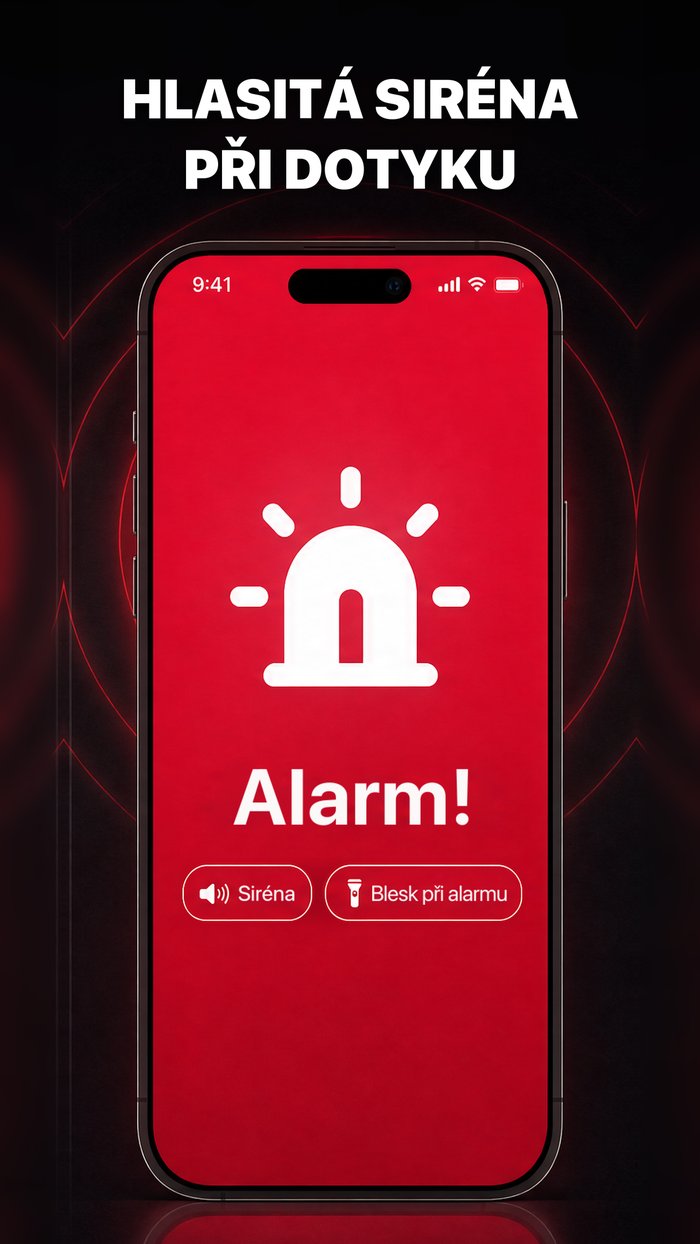 HLASITÁ SIRÉNA
PŘI DOTYKU
9:41
Alarm!
Siréna
Blesk při alarmu